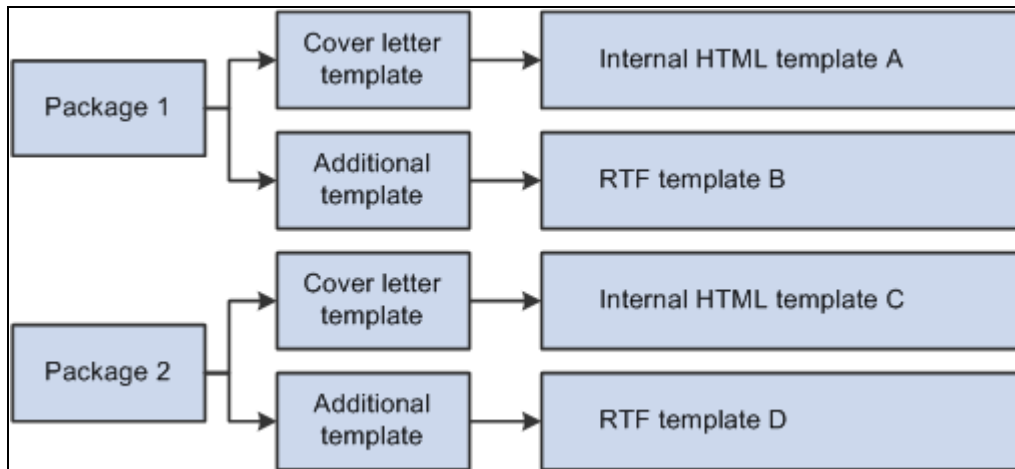 Package 1
Cover letter
template
Internal HTML template A
Additional
template
RTF template B
Package 2
Cover letter
template
Internal HTML template C
Additional
template
RTF template D